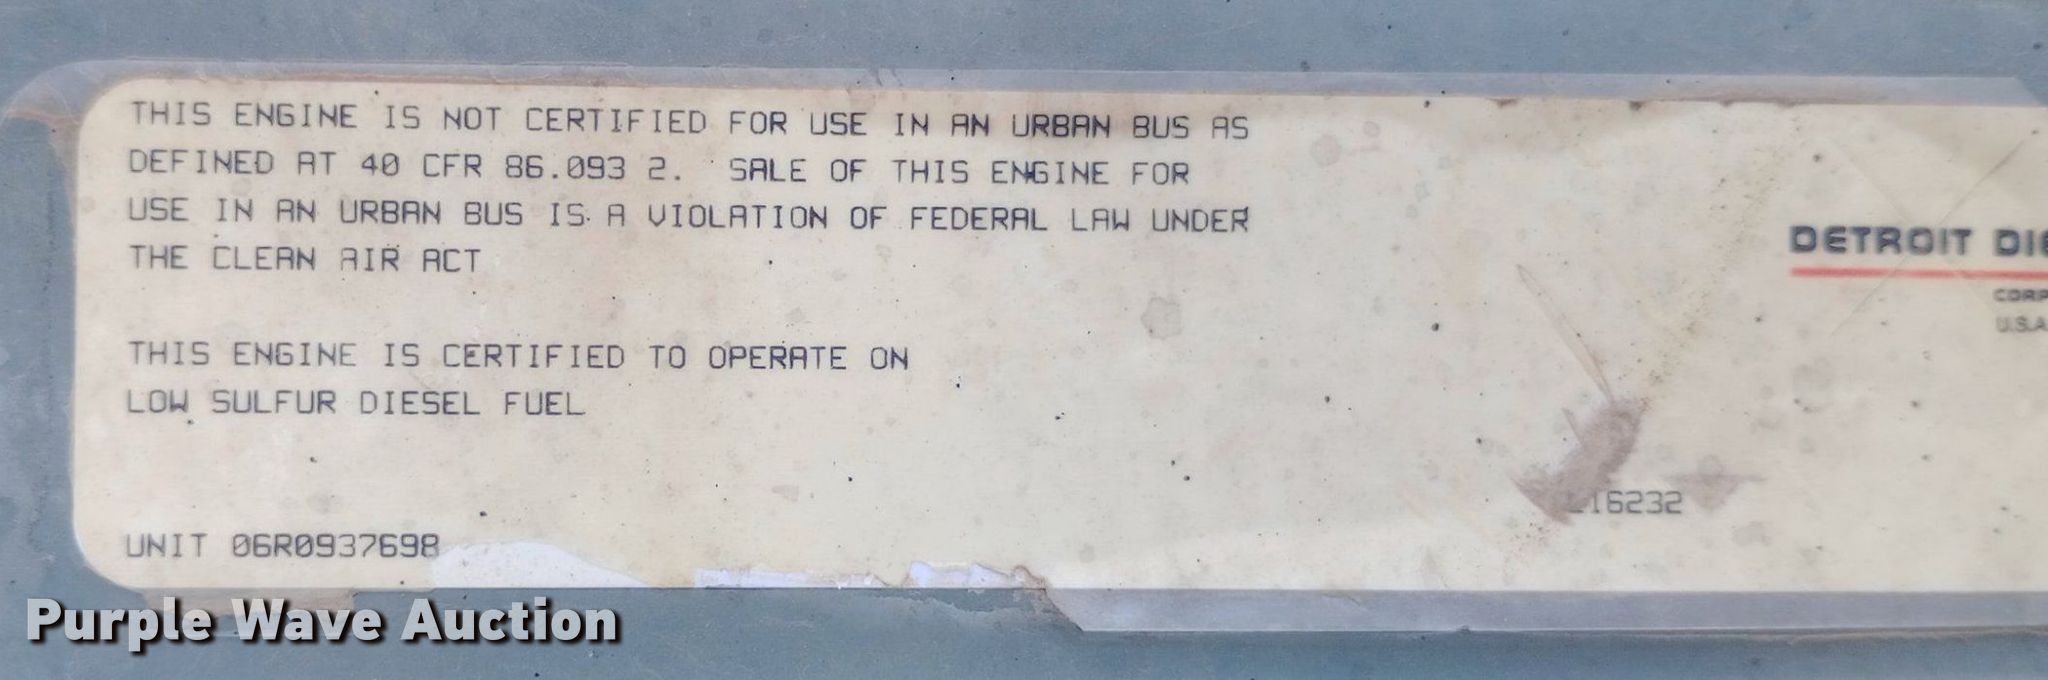 THIS ENGINE IS NOT CERTIFIED FOR USE IN AN URBAN BUS AS
DEFINED AT 40 CFR 86.093 2. SALE OF THIS ENGINE FOR
USE IN AN URBAN BUS IS A VIOLATION OF FEDERAL LAW UNDER
THE CLEAN AIR ACT
THIS ENGINE IS CERTIFIED TO OPERATE ON
LOW SULFUR DIESEL FUEL
UNIT 06R0937698
DETROIT DIE
CORP
U.S.A.
16232
Purple Wave Auction